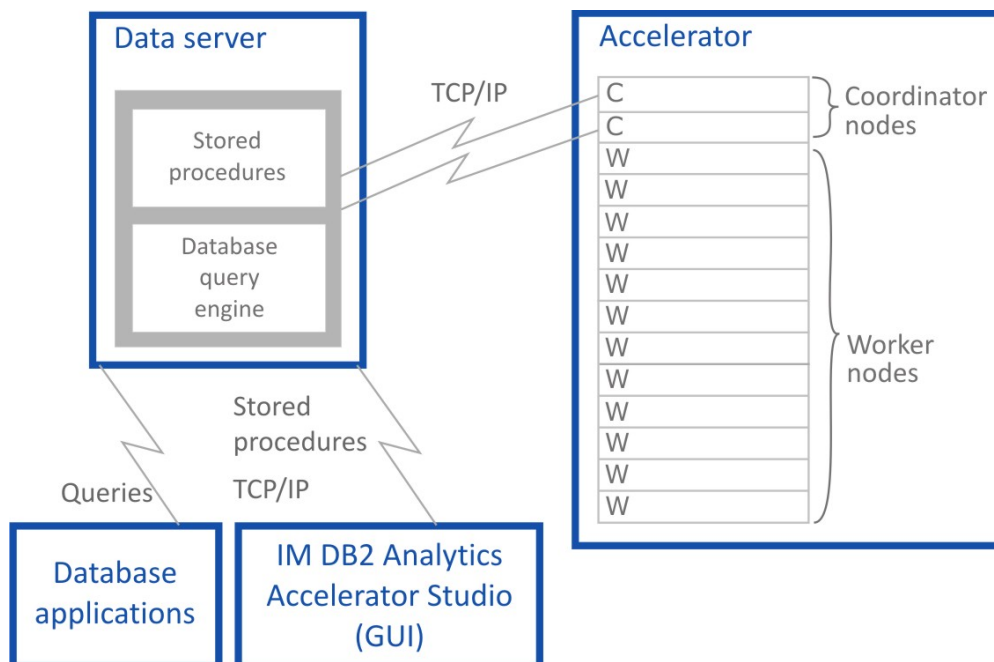 Data server
Stored
procedures
Database
query
engine
TCP/IP
Accelerator
C
C
W
W
W
W
W
W
W
W
W
W
W
W
Coordinator
nodes
Worker
nodes
Queries
Stored
procedures
TCP/IP
Database
applications
IM DB2 Analytics
Accelerator Studio
(GUI)